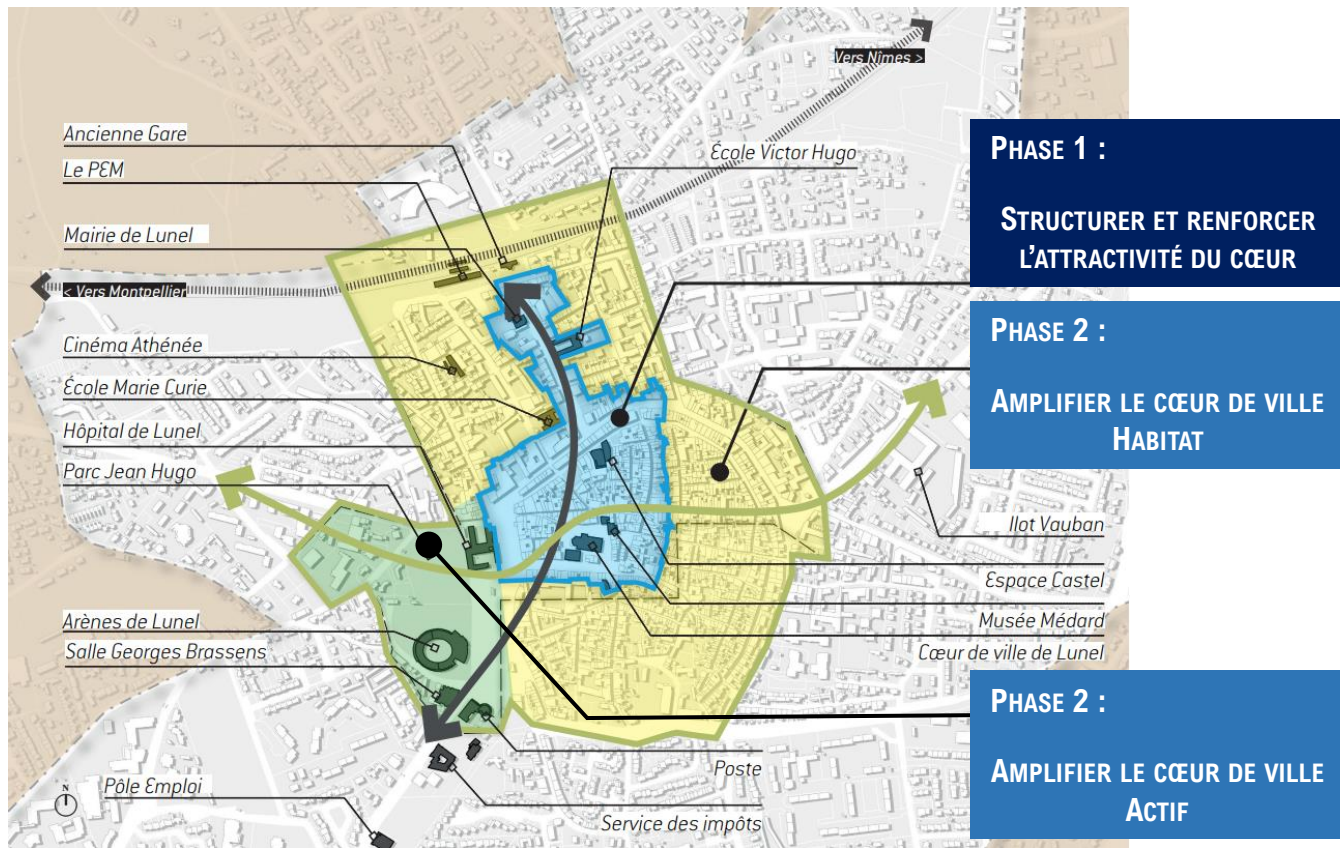 Vers Nîmes >
Ancienne Gare
Le PEM
École Victor Hugo
Mairie de Lunel
< Vers Montpellier
Cinéma Athénée
École Marie Curie
Hôpital de Lunel
Parc Jean Hugo
Ilot Vauban
Espace Castel
Musée Médard
Cœur de ville de Lunel
Arènes de Lunel
Salle Georges Brassens
Poste
Pôle Emploi
Service des impôts
N
PHASE 1 :
STRUCTURER ET RENFORCER
L'ATTRACTIVITÉ DU CŒUR
PHASE 2 :
AMPLIFIER LE CŒUR DE VILLE
HABITAT
PHASE 2 :
AMPLIFIER LE CŒUR DE VILLE
ACTIF